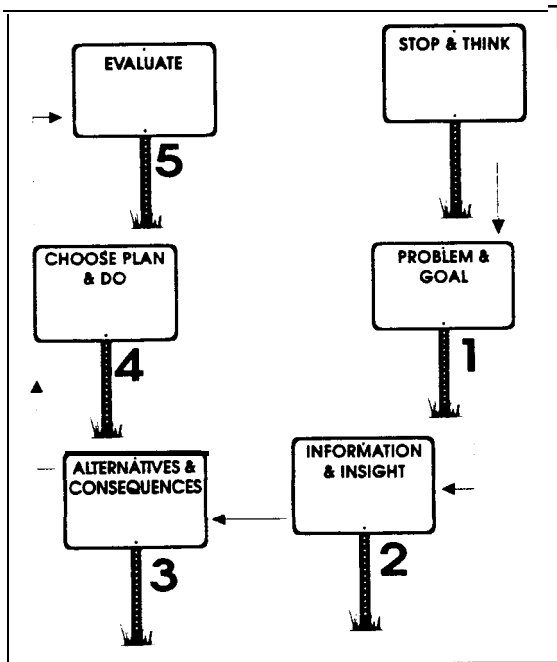 STOP & THINK
PROBLEM &
GOAL
1
INFORMATION
& INSIGHT
2
ALTERNATIVES &
CONSEQUENCES
3
CHOOSE PLAN
& DO
4
EVALUATE
5